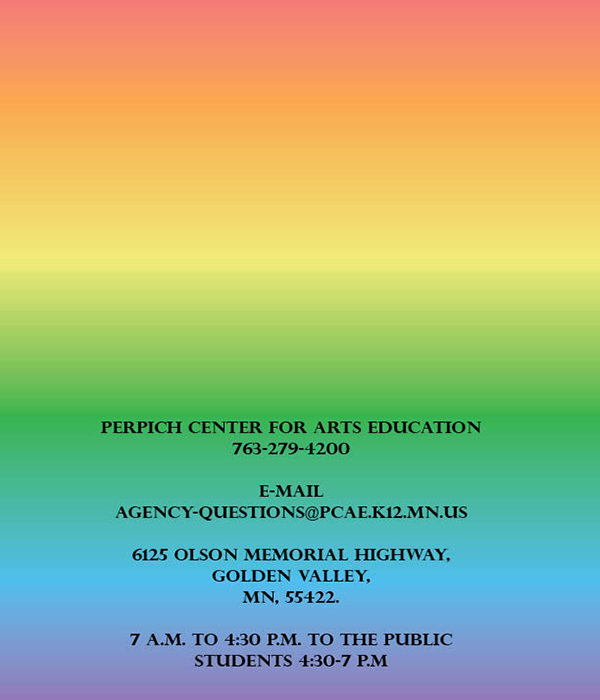 PERPICH CENTER FOR ARTS EDUCATION
763-279-4200
E-MAIL
AGENCY-QUESTIONS@PCAE.K12.MN.US
6125 OLSON MEMORIAL HIGHWAY,
GOLDEN VALLEY,
MN, 55422.
7 A.M. TO 4:30 P.M. TO THE PUBLIC
STUDENTS 4:30-7 P.M